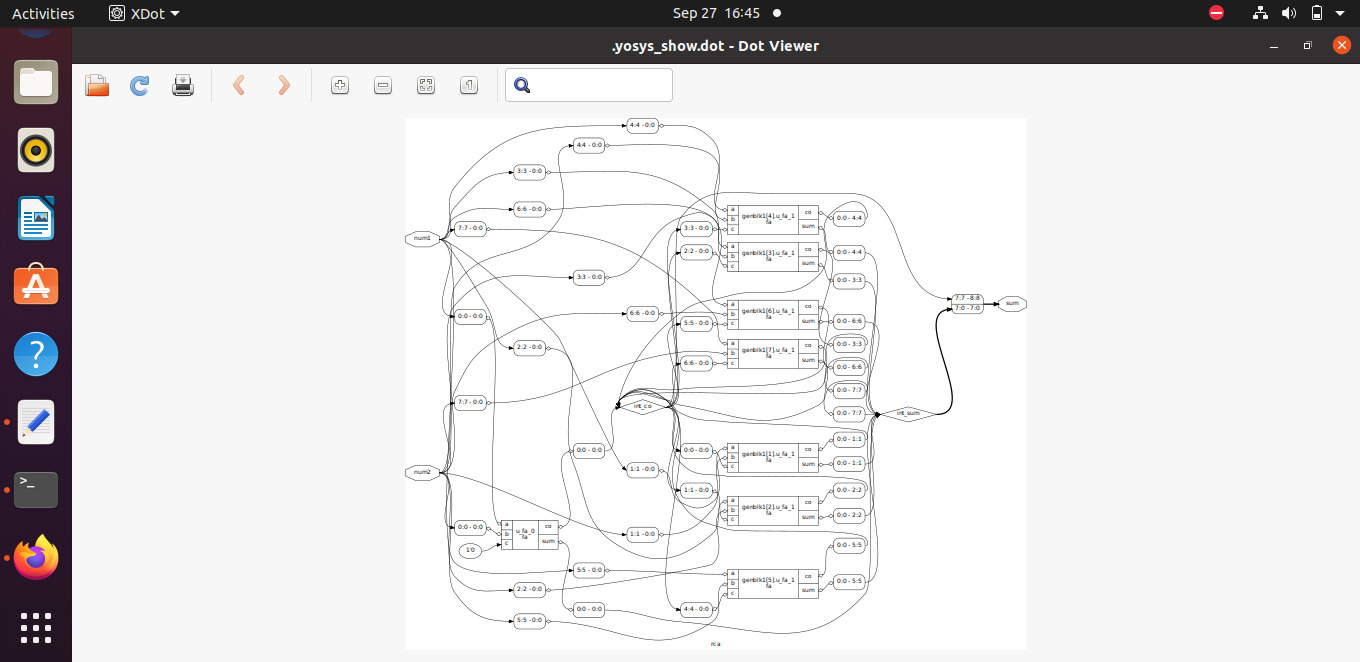 Activities
XDot
Sep 27 16:45
.yosys_show.dot - Dot Viewer
4:4 - 0:0
4:4 - 0:0
3:3 - 0:0
6:6 - 0:0
7:7 - 0:0
num1
3:3 - 0:0
0:0 - 0:0
6:6 - 0:0
2:2 - 0:0
7:7 - 0:0
0:0 - 0:0
num2
1:1 - 0:0
0:0 - 0:0
1'0
a
b
c
u_fa_0
fa
co
sum
1:1 - 0:0
5:5 - 0:0
2:2 - 0:0
0:0 - 0:0
5:5 - 0:0
int_co
3:3 - 0:0
2:2 - 0:0
5:5 - 0:0
6:6 - 0:0
0:0 - 0:0
1:1 - 0:0
4:4 - 0:0
a
b
c
genblk1[4].u_fa_1
fa
co
sum
a
b
c
genblk1[3].u_fa_1
fa
co
sum
a
b
c
genblk1[6].u_fa_1
fa
co
sum
a
b
c
genblk1[7].u_fa_1
fa
co
sum
a
b
c
genblk1[1].u_fa_1
fa
co
sum
a
b
c
genblk1[2].u_fa_1
fa
co
sum
a
b
c
genblk1[5].u_fa_1
fa
co
sum
0:0 - 4:4
0:0 - 4:4
0:0 - 3:3
0:0 - 6:6
0:0 - 3:3
0:0 - 6:6
0:0 - 7:7
0:0 - 7:7
0:0 - 1:1
0:0 - 1:1
0:0 - 2:2
0:0 - 2:2
0:0 - 5:5
0:0 - 5:5
int_sum
7:7 - 8:8
7:0 - 7:0
sum
rca